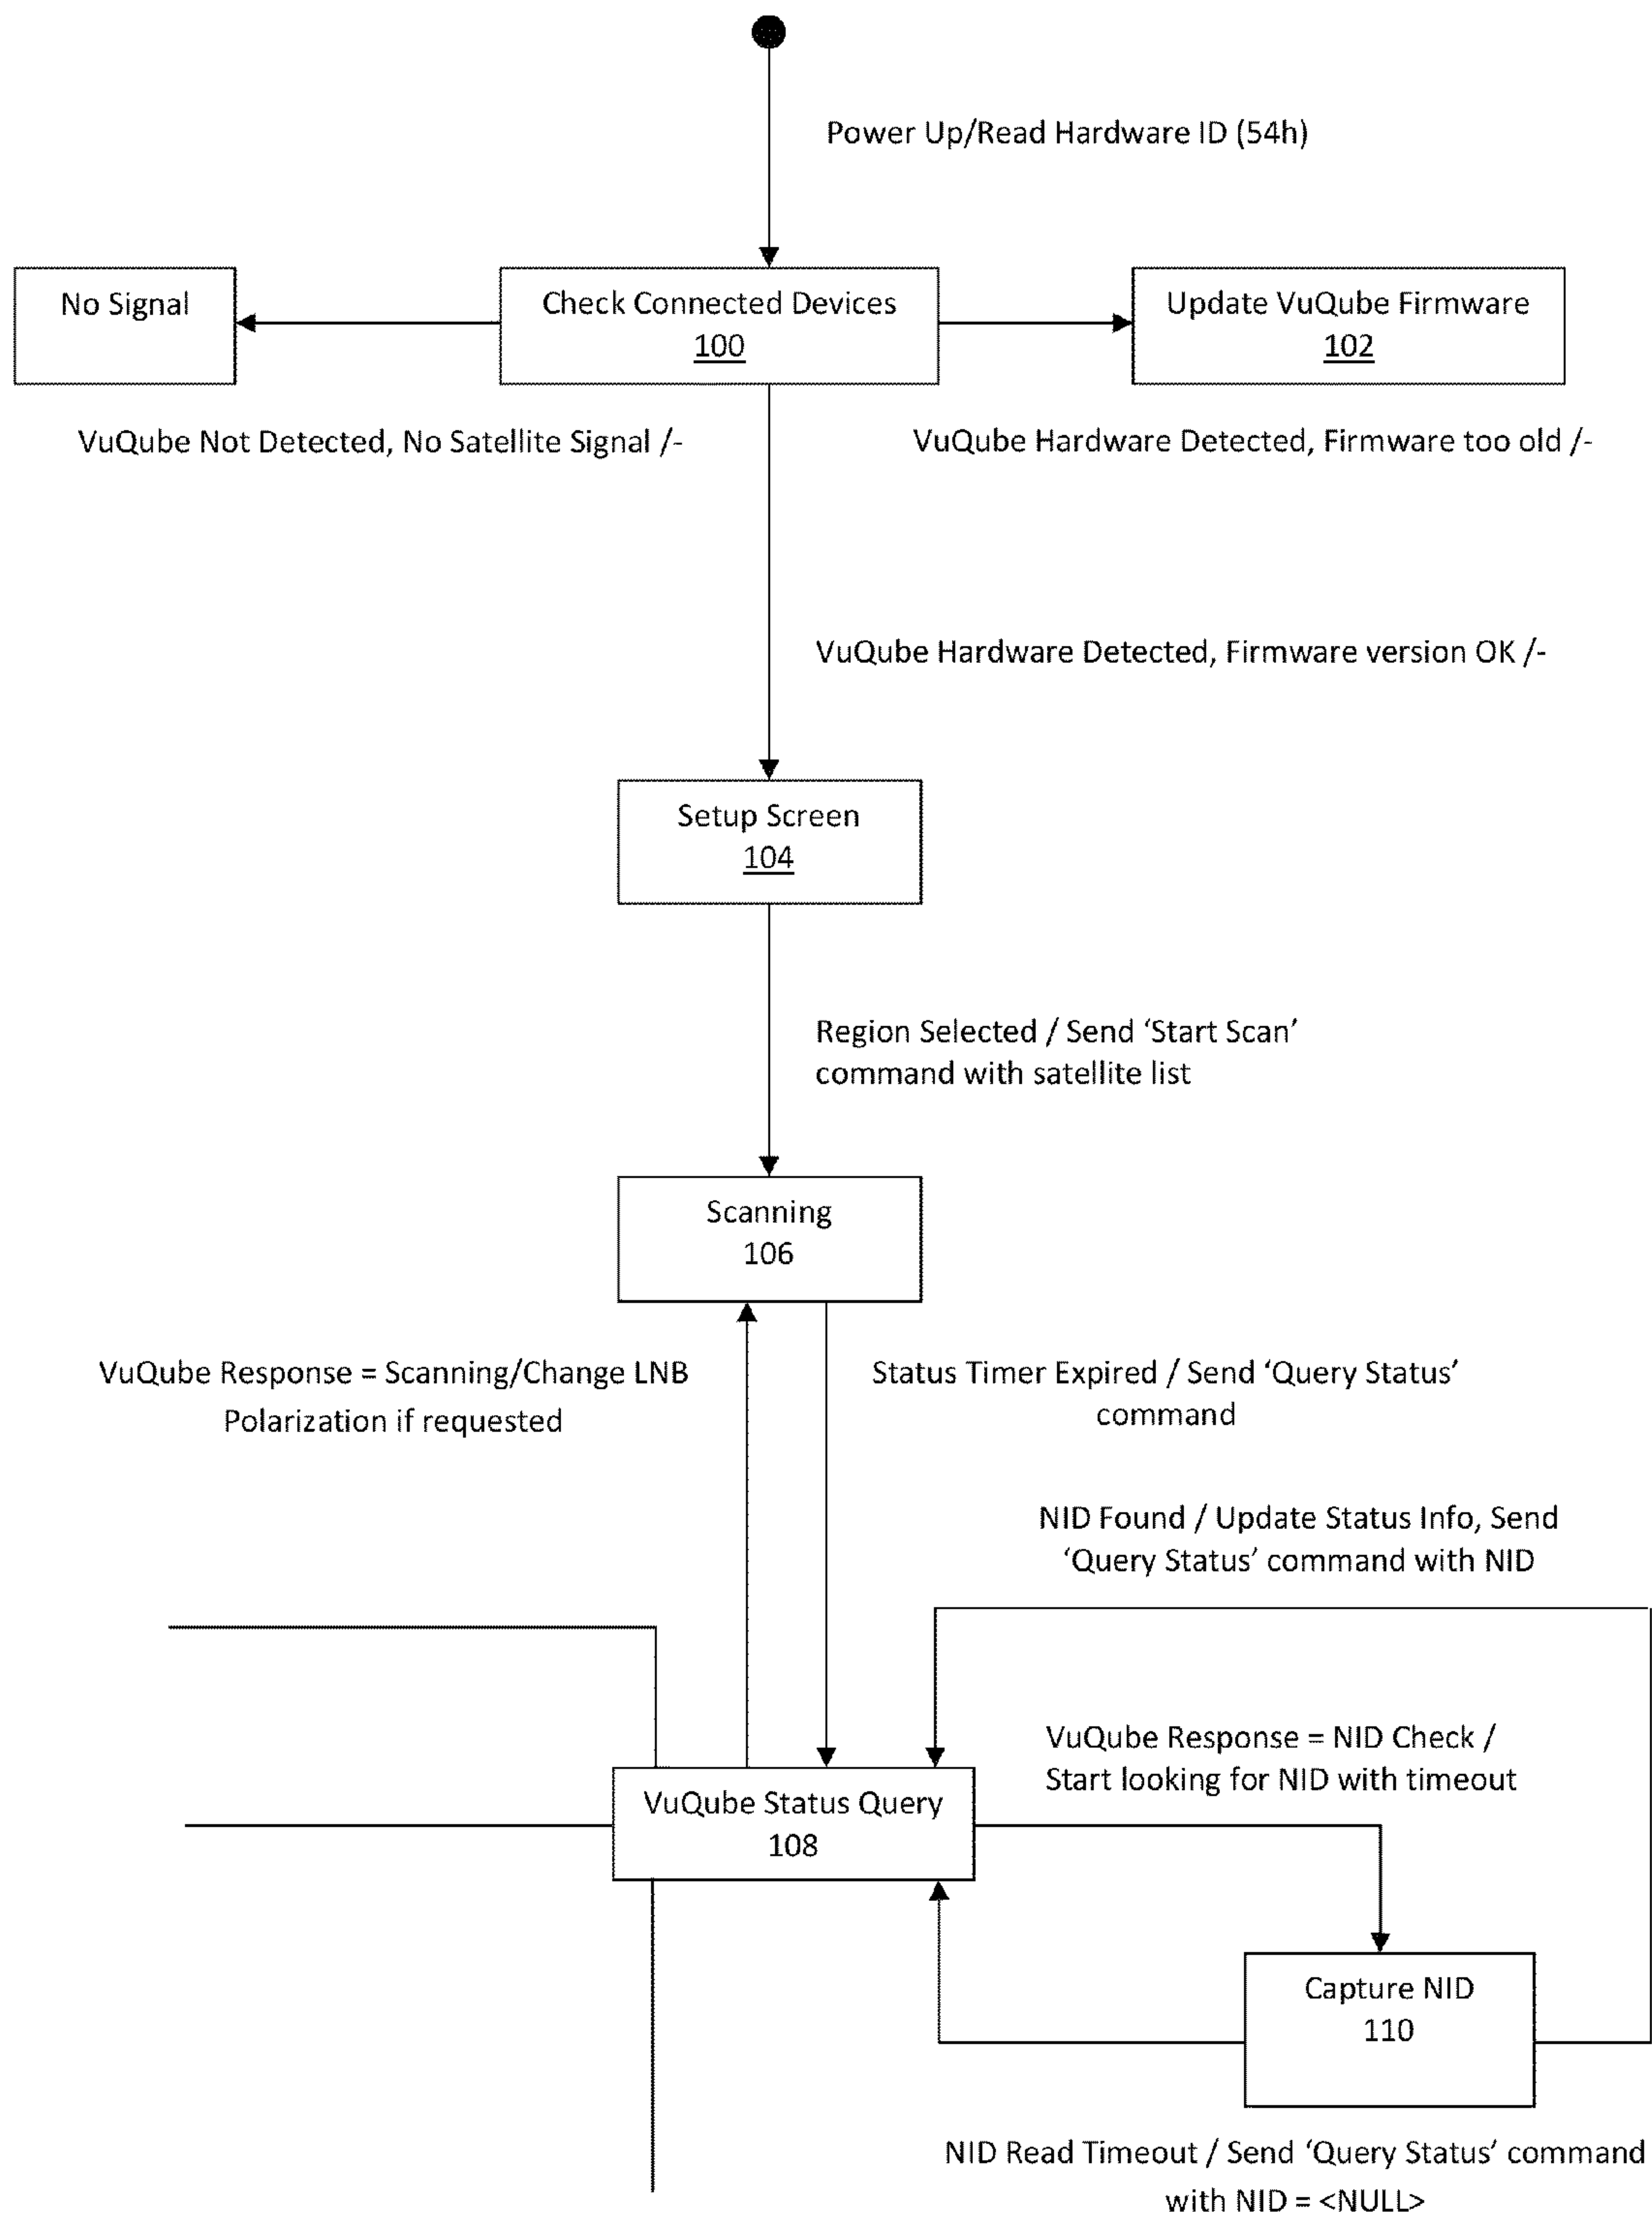 Power Up/Read Hardware ID (54h)
No Signal
Check Connected Devices
100
Update VuQube Firmware
102
VuQube Not Detected, No Satellite Signal /-
VuQube Hardware Detected, Firmware too old /-
VuQube Hardware Detected, Firmware version OK /-
Setup Screen
104
Region Selected / Send ‘Start Scan’
command with satellite list
Scanning
106
VuQube Response = Scanning/Change LNB
Polarization if requested
Status Timer Expired / Send ‘Query Status’
command
NID Found / Update Status Info, Send
‘Query Status’ command with NID
VuQube Response = NID Check /
Start looking for NID with timeout
VuQube Status Query
108
Capture NID
110
NID Read Timeout / Send ‘Query Status’ command
with NID = <NULL>